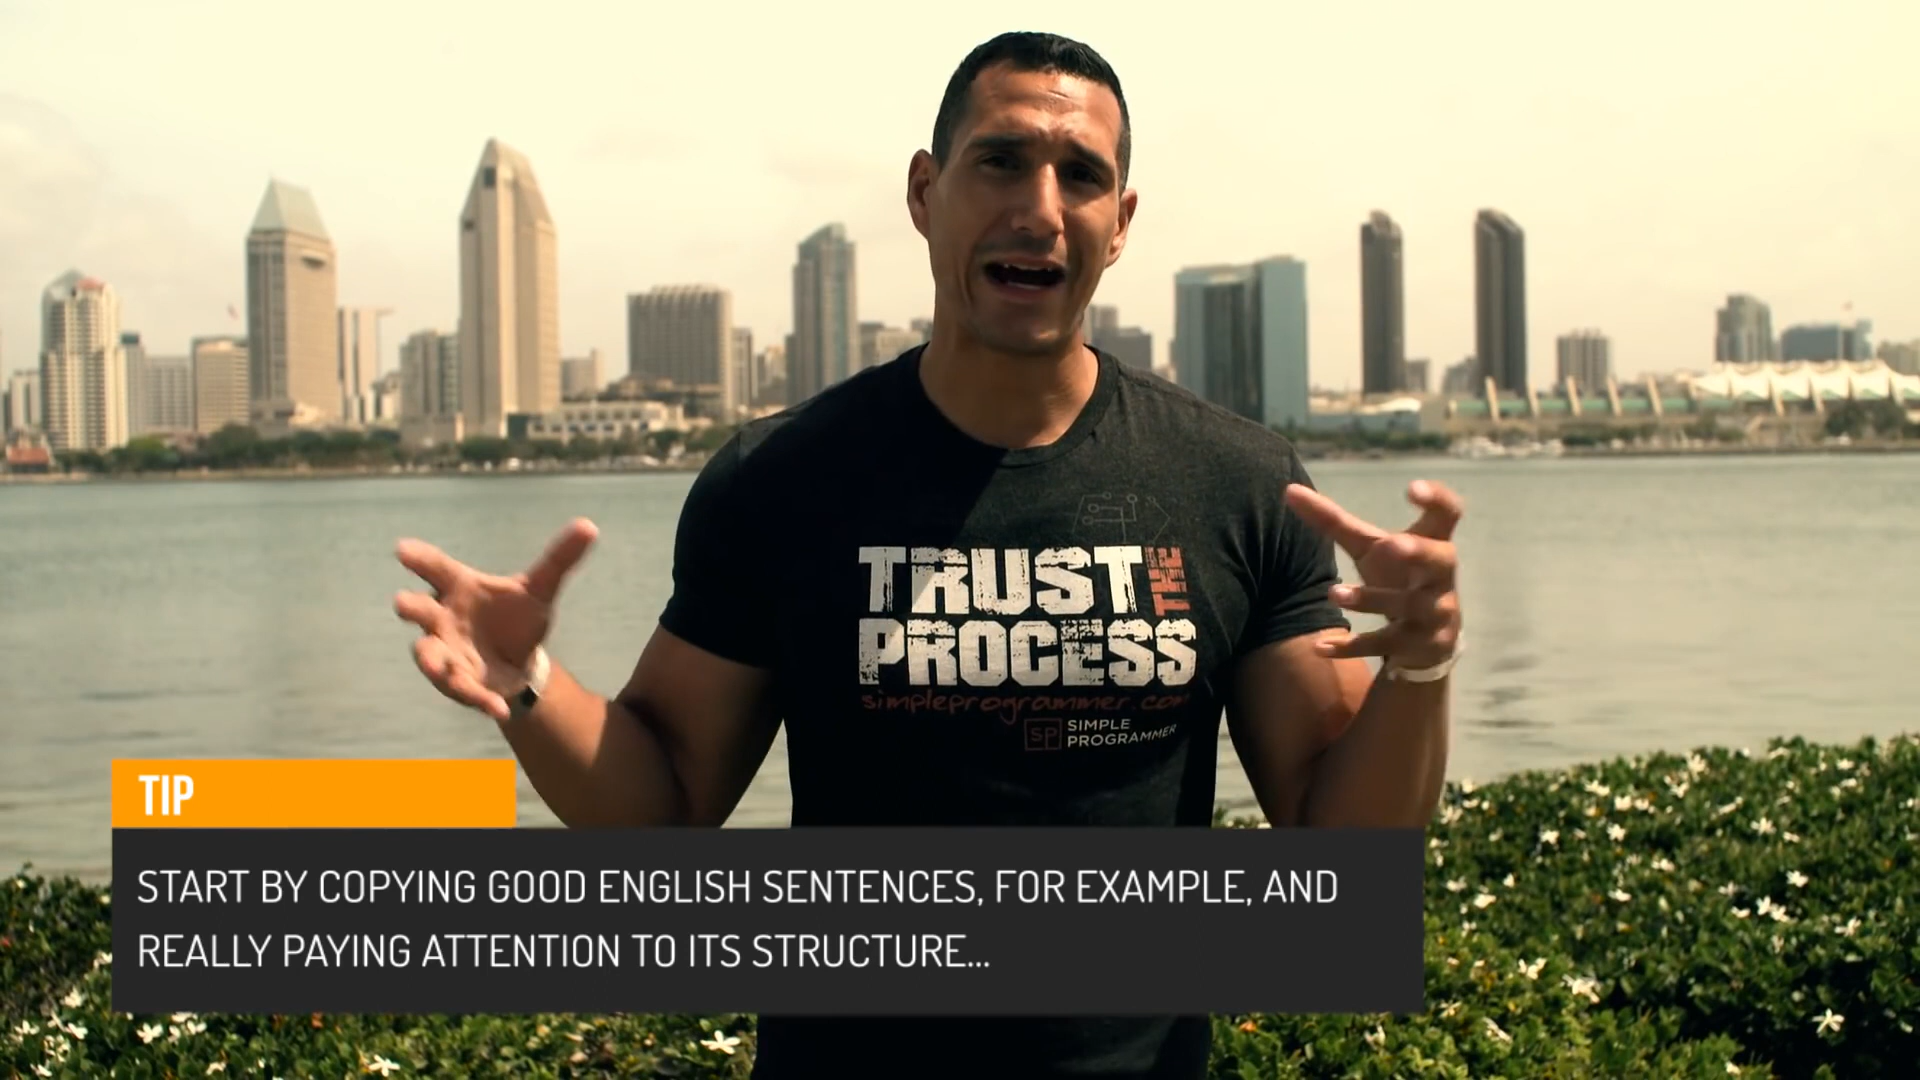 TRUST THE
PROCESS
simpleprogrammer.com
SP SIMPLE
PROGRAMMER
TIP
START BY COPYING GOOD ENGLISH SENTENCES, FOR EXAMPLE, AND
REALLY PAYING ATTENTION TO ITS STRUCTURE...